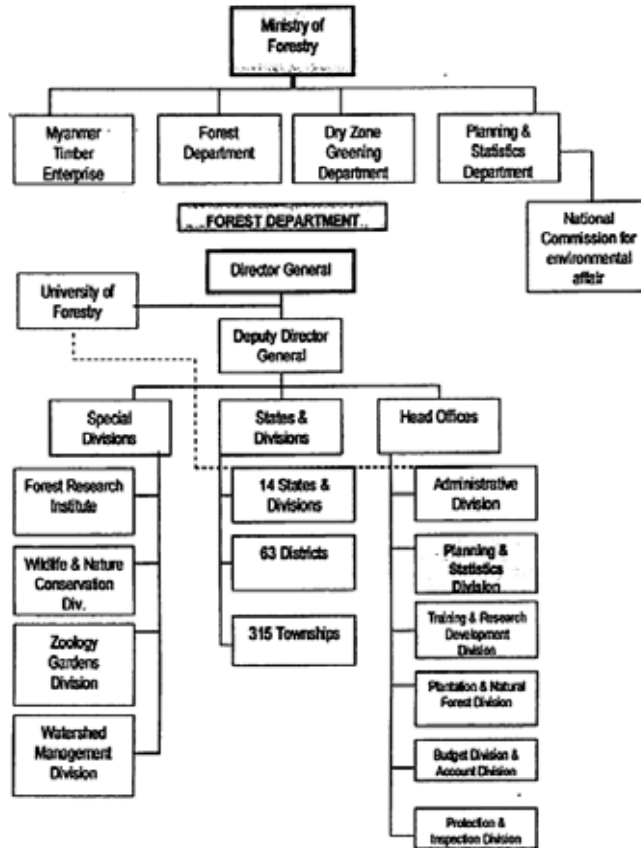 Ministry of
Forestry
Myanmar
Timber
Enterprise
Forest
Department
Dry Zone
Greening
Department
Planning &
Statistics
Department
National
Commission for
environmental
affair
FOREST DEPARTMENT
Director General
University of
Forestry
Deputy Director
General
Special
Divisions
States &
Divisions
Head Offices
Forest Research
Institute
Wildlife & Nature
Conservation
Div.
Zoology
Gardens
Division
Watershed
Management
Division
14 States &
Divisions
63 Districts
315 Townships
Administrative
Division
Planning &
Statistics
Division
Training & Research
Development
Division
Plantation & Natural
Forest Division
Budget Division &
Account Division
Protection &
Inspection Division